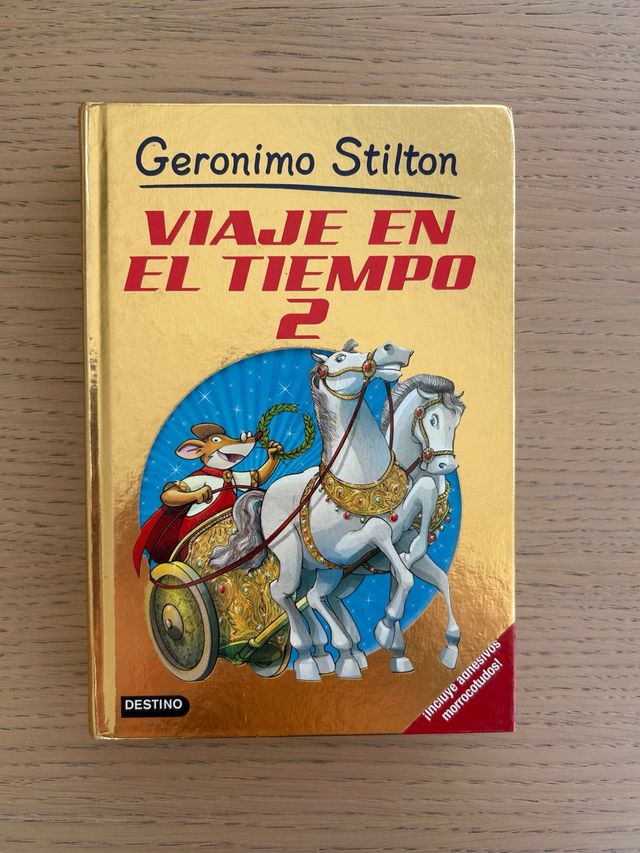 Geronimo Stilton
VIAJE EN
EL TIEMPO
2
DESTINO
¡Incluye adhesivos
morrocotudos!